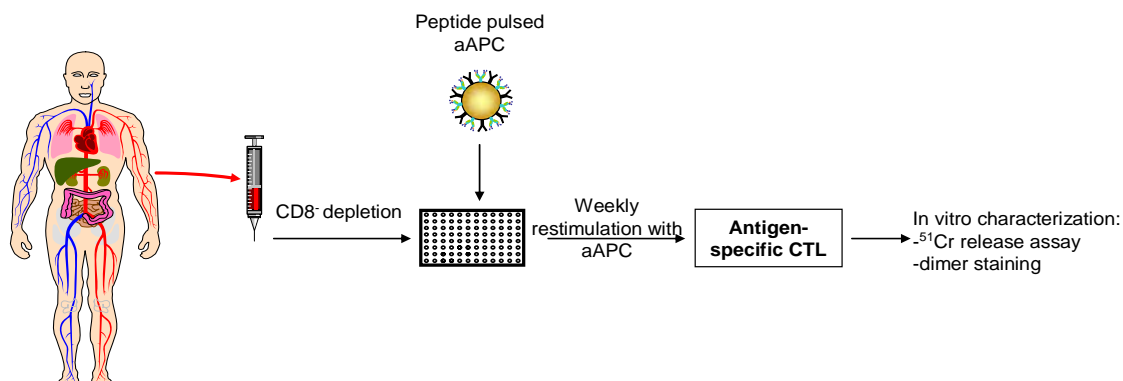 Peptide pulsed
aAPC
CD8⁻ depletion
Weekly
restimulation with
aAPC
Antigen-
specific CTL
In vitro characterization:
-⁵¹Cr release assay
-dimer staining